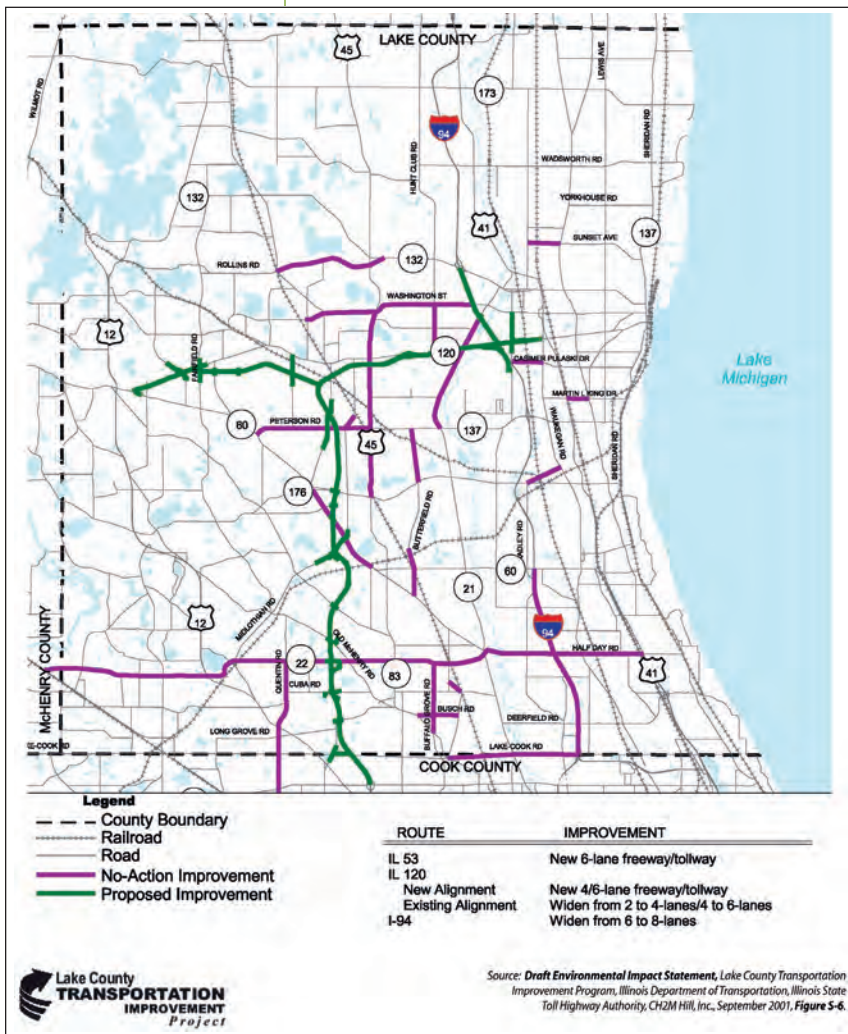 LAKE COUNTY
45
173
LEWIS AVE
WILMOT RD
SHERIDAN RD
94
HUNT CLUB RD
WADSWORTH RD
132
YORKHOUSE RD
41
137
SUNSET AVE
ROLLINS RD
132
WASHINGTON ST
12
FAIRFIELD RD
120
CASIMER PULASKI DR
Lake
Michigan
MARTIN L KING DR
60
PETERSON RD
45
137
WAUKEGAN RD
SHERIDAN RD
176
BUTTERFIELD RD
RADLEY RD
60
21
12
MIDLOTHIAN RD
94
OLD McHENRY RD
HALF DAY RD
McHENRY COUNTY
QUENTIN RD
22
83
41
CUBA RD
BUFFALO GROVE RD
BUSCH RD
DEERFIELD RD
LONG GROVE RD
LAKE COOK RD
EE-COOK RD
COOK COUNTY
Legend
County Boundary
Railroad
Road
No-Action Improvement
Proposed Improvement
ROUTE IMPROVEMENT
IL 53 New 6-lane freeway/tollway
IL 120
New Alignment New 4/6-lane freeway/tollway
Existing Alignment Widen from 2 to 4-lanes/4 to 6-lanes
I-94 Widen from 6 to 8-lanes
Lake County
TRANSPORTATION
IMPROVEMENT
Project
Source: Draft Environmental Impact Statement, Lake County Transportation
Improvement Program, Illinois Department of Transportation, Illinois State
Toll Highway Authority, CH2M Hill, Inc., September 2001, Figure S-6.